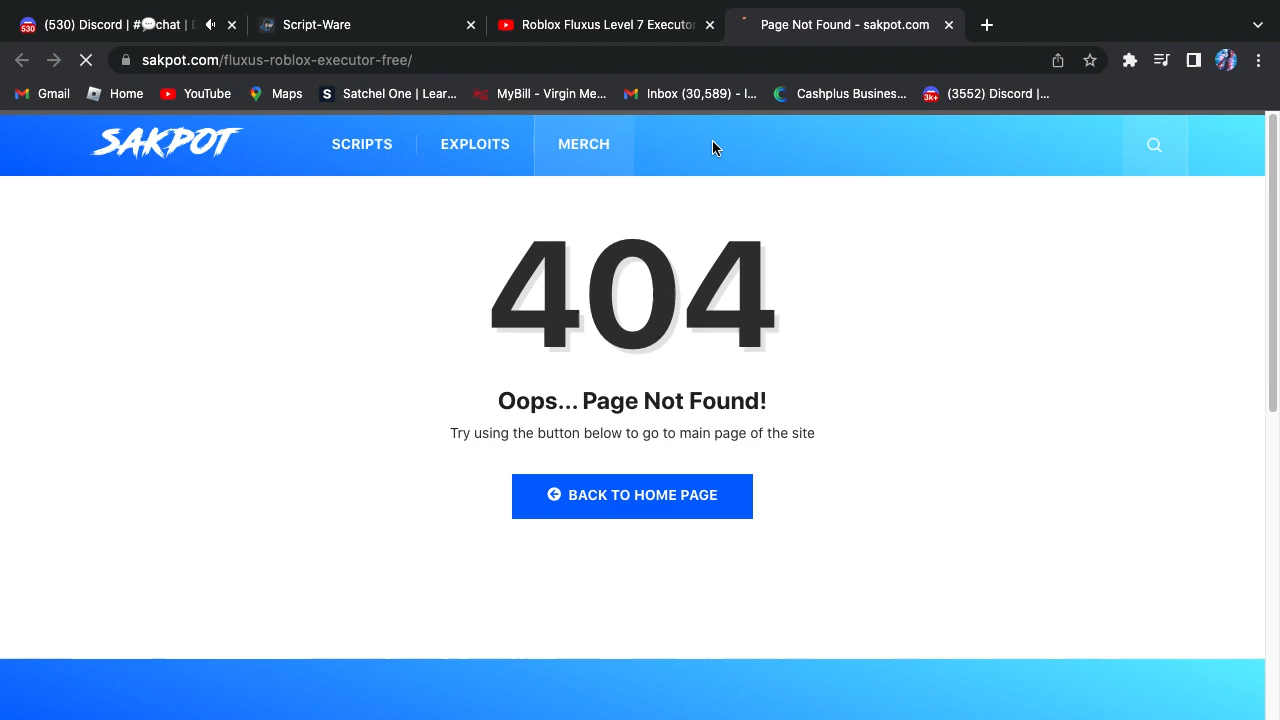 530
(530) Discord | #💬chat |
Script-Ware
Roblox Fluxus Level 7 Executor
Page Not Found - sakpot.com
sakpot.com/fluxus-roblox-executor-free/
Gmail
Home
YouTube
Maps
S
Satchel One | Lear...
MyBill - Virgin Me...
Inbox (30,589) - I...
Cashplus Busines...
3k+
(3552) Discord |...
SAKPOT
SCRIPTS
EXPLOITS
MERCH
404
Oops... Page Not Found!
Try using the button below to go to main page of the site
BACK TO HOME PAGE